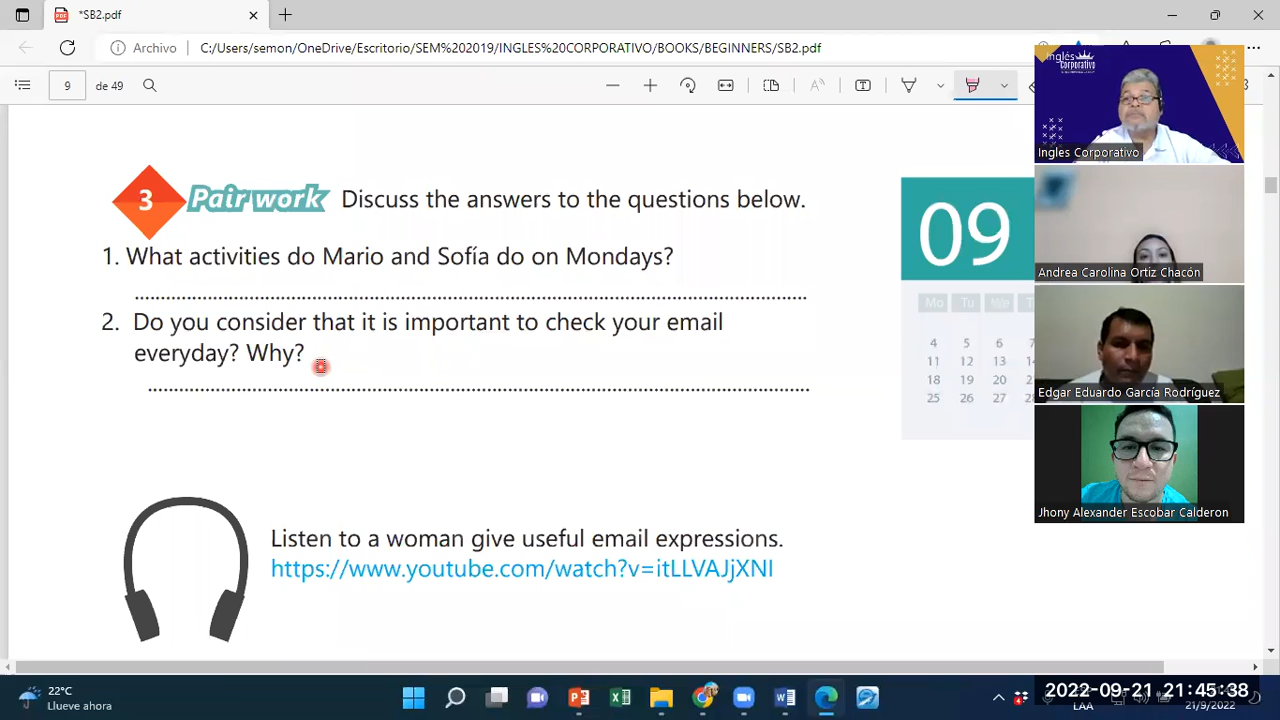 *SB2.pdf
Archivo C:/Users/semon/OneDrive/Escritorio/SEM%202019/INGLES%20CORPORATIVO/BOOKS/BEGINNERS/SB2.pdf
9 de 49
3 Pair work Discuss the answers to the questions below.
1. What activities do Mario and Sofía do on Mondays?
2. Do you consider that it is important to check your email
everyday? Why?
09
Mo Tu
4 5 6 7
11 12 13
18 19 20
25 26 27
Listen to a woman give useful email expressions.
https://www.youtube.com/watch?v=itLLVAJjXNI
Inglés
Corporativo
Ingles Corporativo
Andrea Carolina Ortiz Chacón
Edgar Eduardo García Rodríguez
Jhony Alexander Escobar Calderon
22°C
Llueve ahora
2022-09-21 21:45:38
LAA
21/9/2022